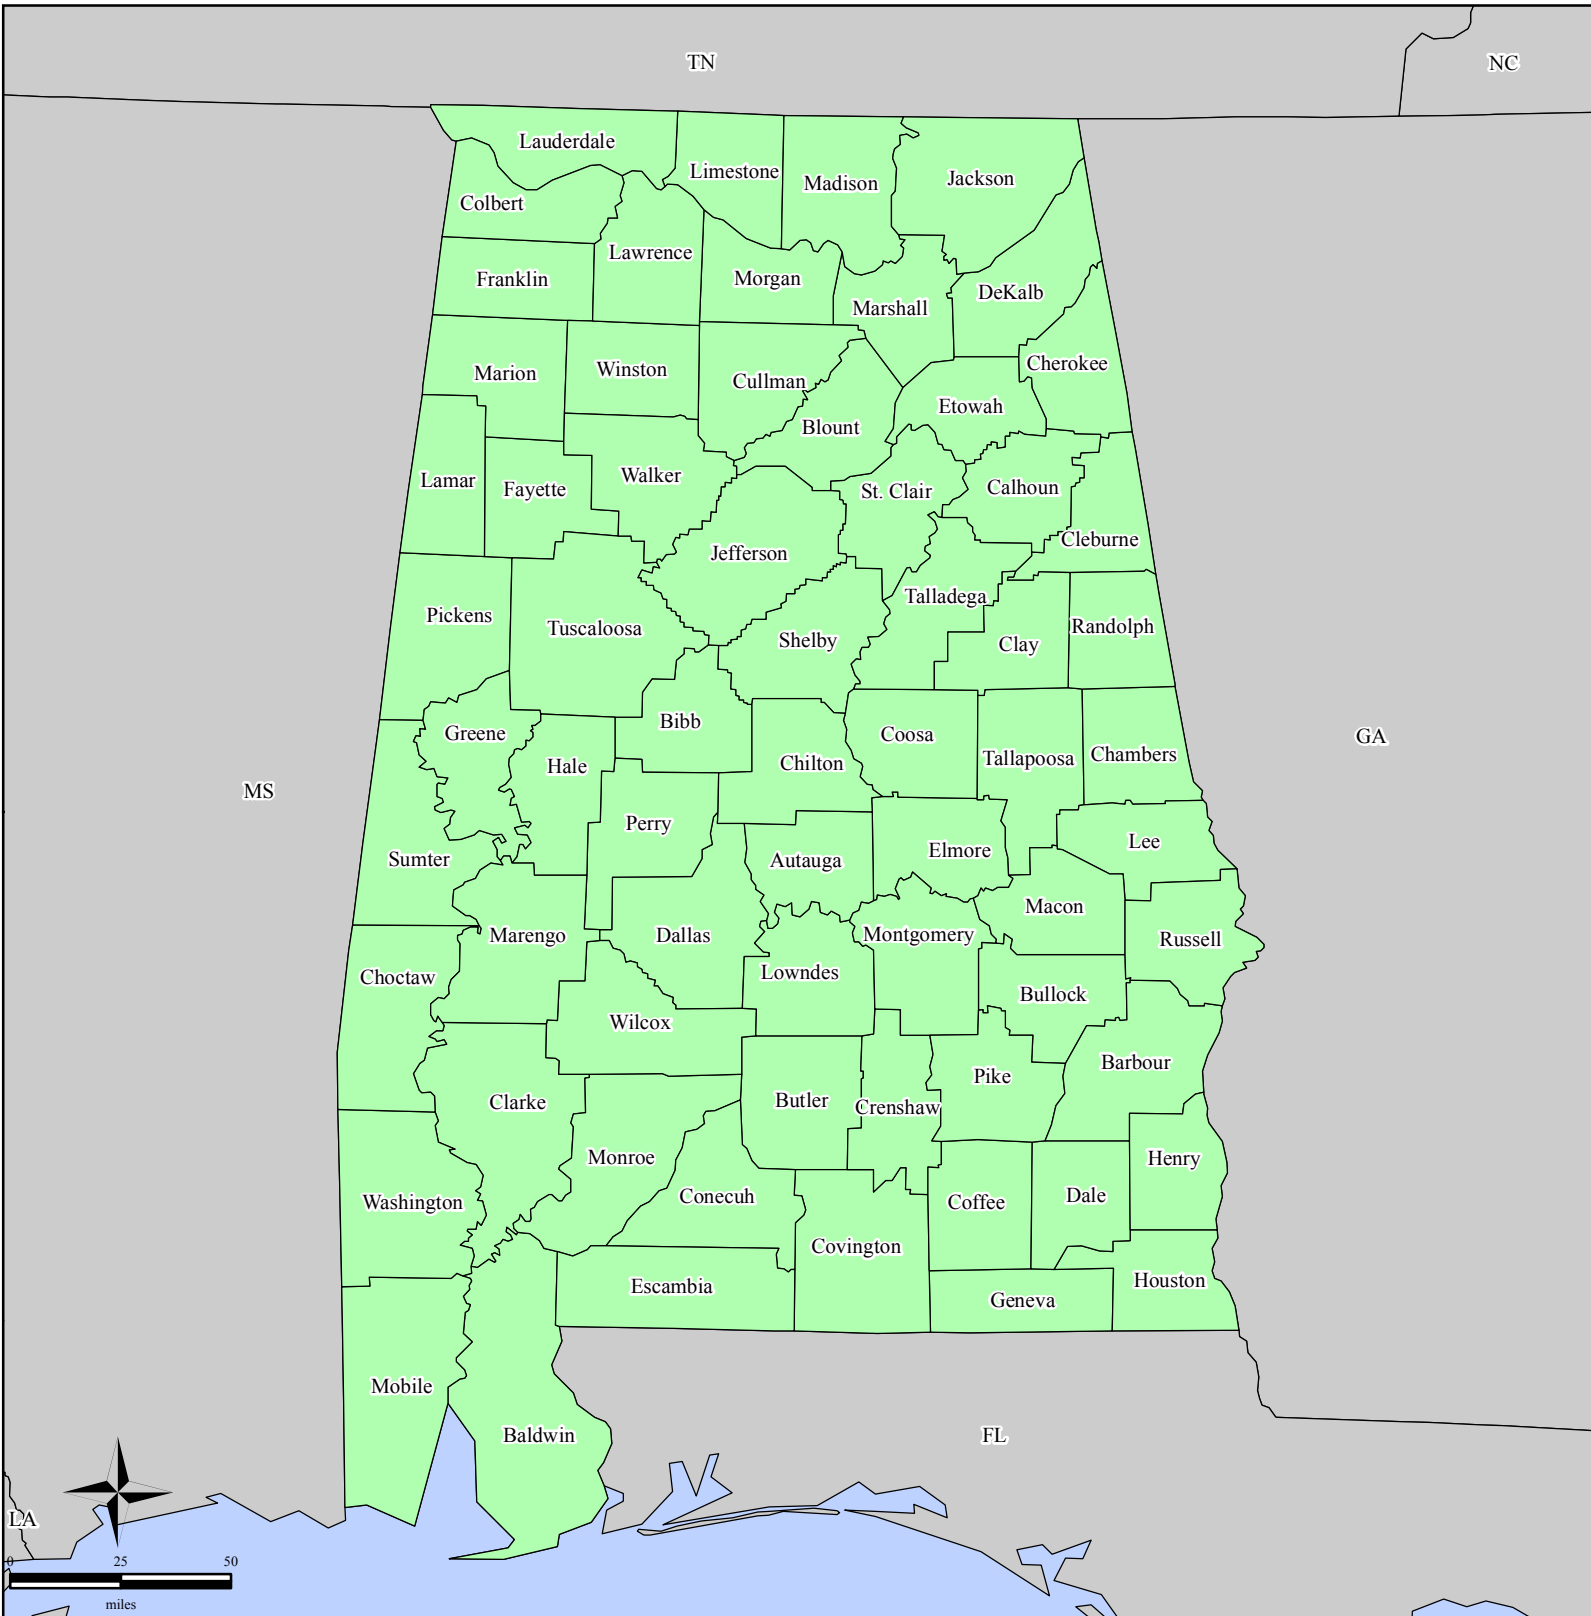 TN
NC
Lauderdale
Limestone
Madison
Jackson
Colbert
Lawrence
Franklin
Morgan
DeKalb
Marshall
Cherokee
Marion
Winston
Cullman
Etowah
Blount
Lamar
Fayette
Walker
St. Clair
Calhoun
Cleburne
Jefferson
Talladega
Pickens
Tuscaloosa
Shelby
Clay
Randolph
Greene
Bibb
Coosa
GA
Hale
Chilton
Tallapoosa
Chambers
MS
Perry
Lee
Sumter
Autauga
Elmore
Macon
Marengo
Dallas
Montgomery
Russell
Choctaw
Lowndes
Bullock
Wilcox
Barbour
Pike
Clarke
Butler
Crenshaw
Monroe
Henry
Washington
Conecuh
Coffee
Dale
Covington
Escambia
Geneva
Houston
Mobile
Baldwin
FL
LA
0 25 50
miles